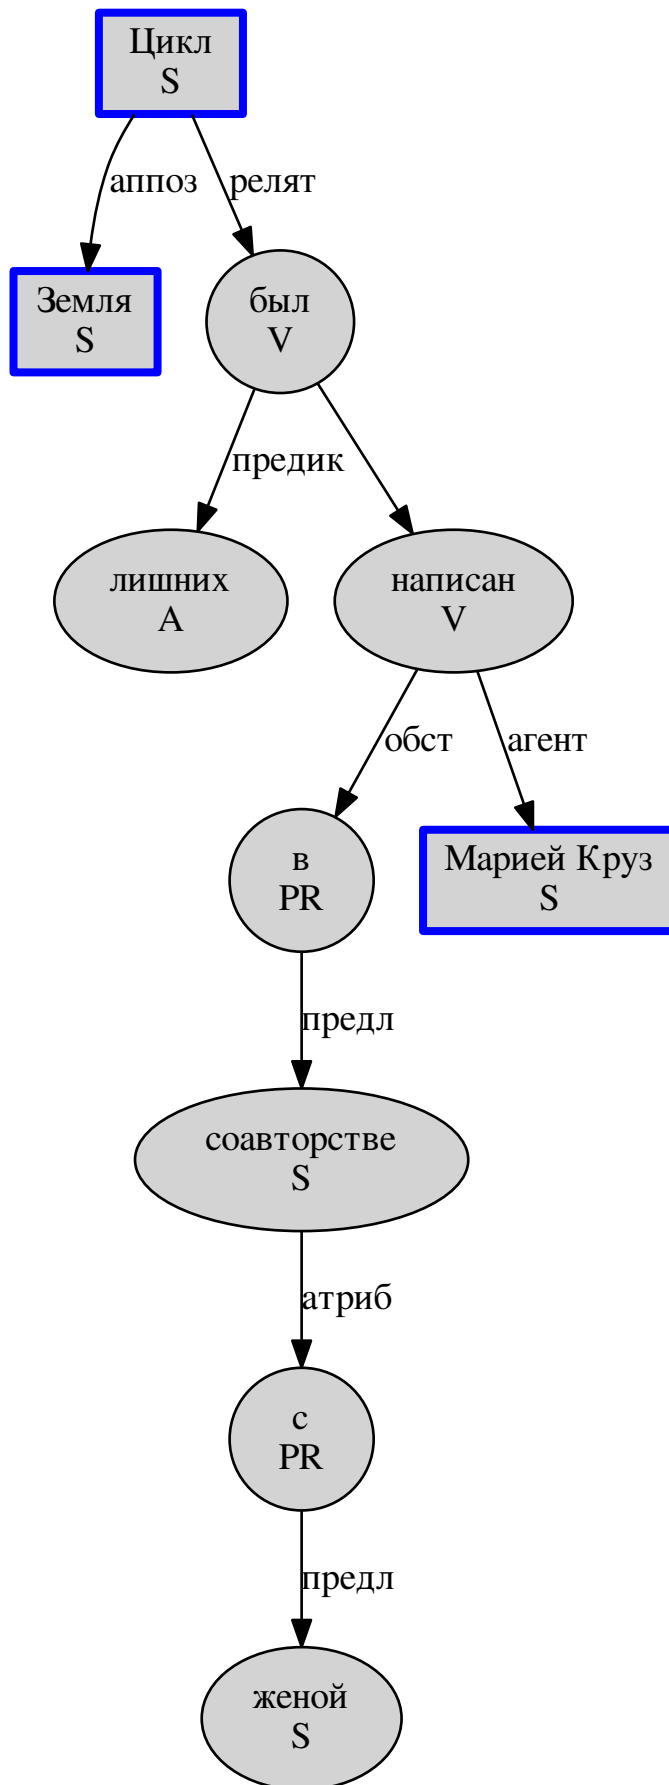 Цикл
S
аппоз
релят
Земля
S
был
V
предик
лишних
A
написан
V
обст
агент
в
PR
Марией Круз
S
предл
соавторстве
S
атриб
с
PR
предл
женой
S